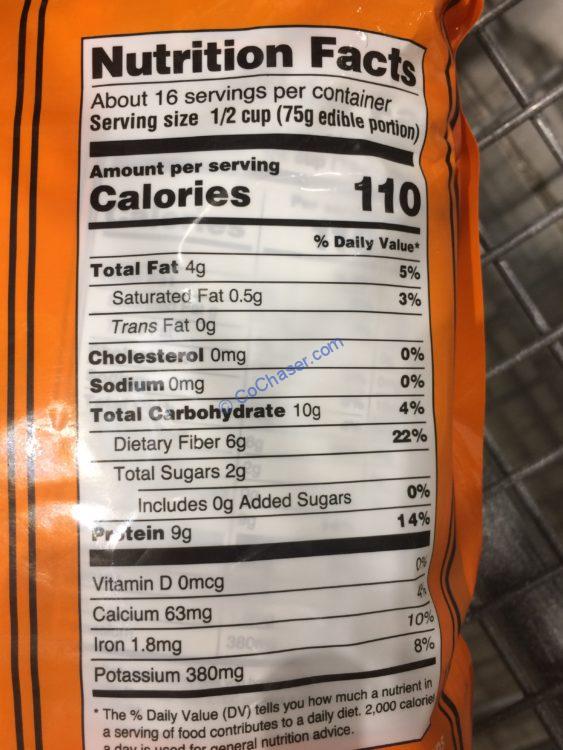 Nutrition Facts
About 16 servings per container
Serving size 1/2 cup (75g edible portion)
Amount per serving
Calories 110
% Daily Value*
Total Fat 4g 5%
Saturated Fat 0.5g 3%
Trans Fat 0g
Cholesterol 0mg 0%
Sodium 0mg 0%
Total Carbohydrate 10g 4%
Dietary Fiber 6g 22%
Total Sugars 2g
Includes 0g Added Sugars 0%
Protein 9g 14%
Vitamin D 0mcg 0%
Calcium 63mg 4%
Iron 1.8mg 10%
Potassium 380mg 8%
* The % Daily Value (DV) tells you how much a nutrient in
a serving of food contributes to a daily diet. 2,000 calories
a day is used for general nutrition advice.
© CoChaser.com